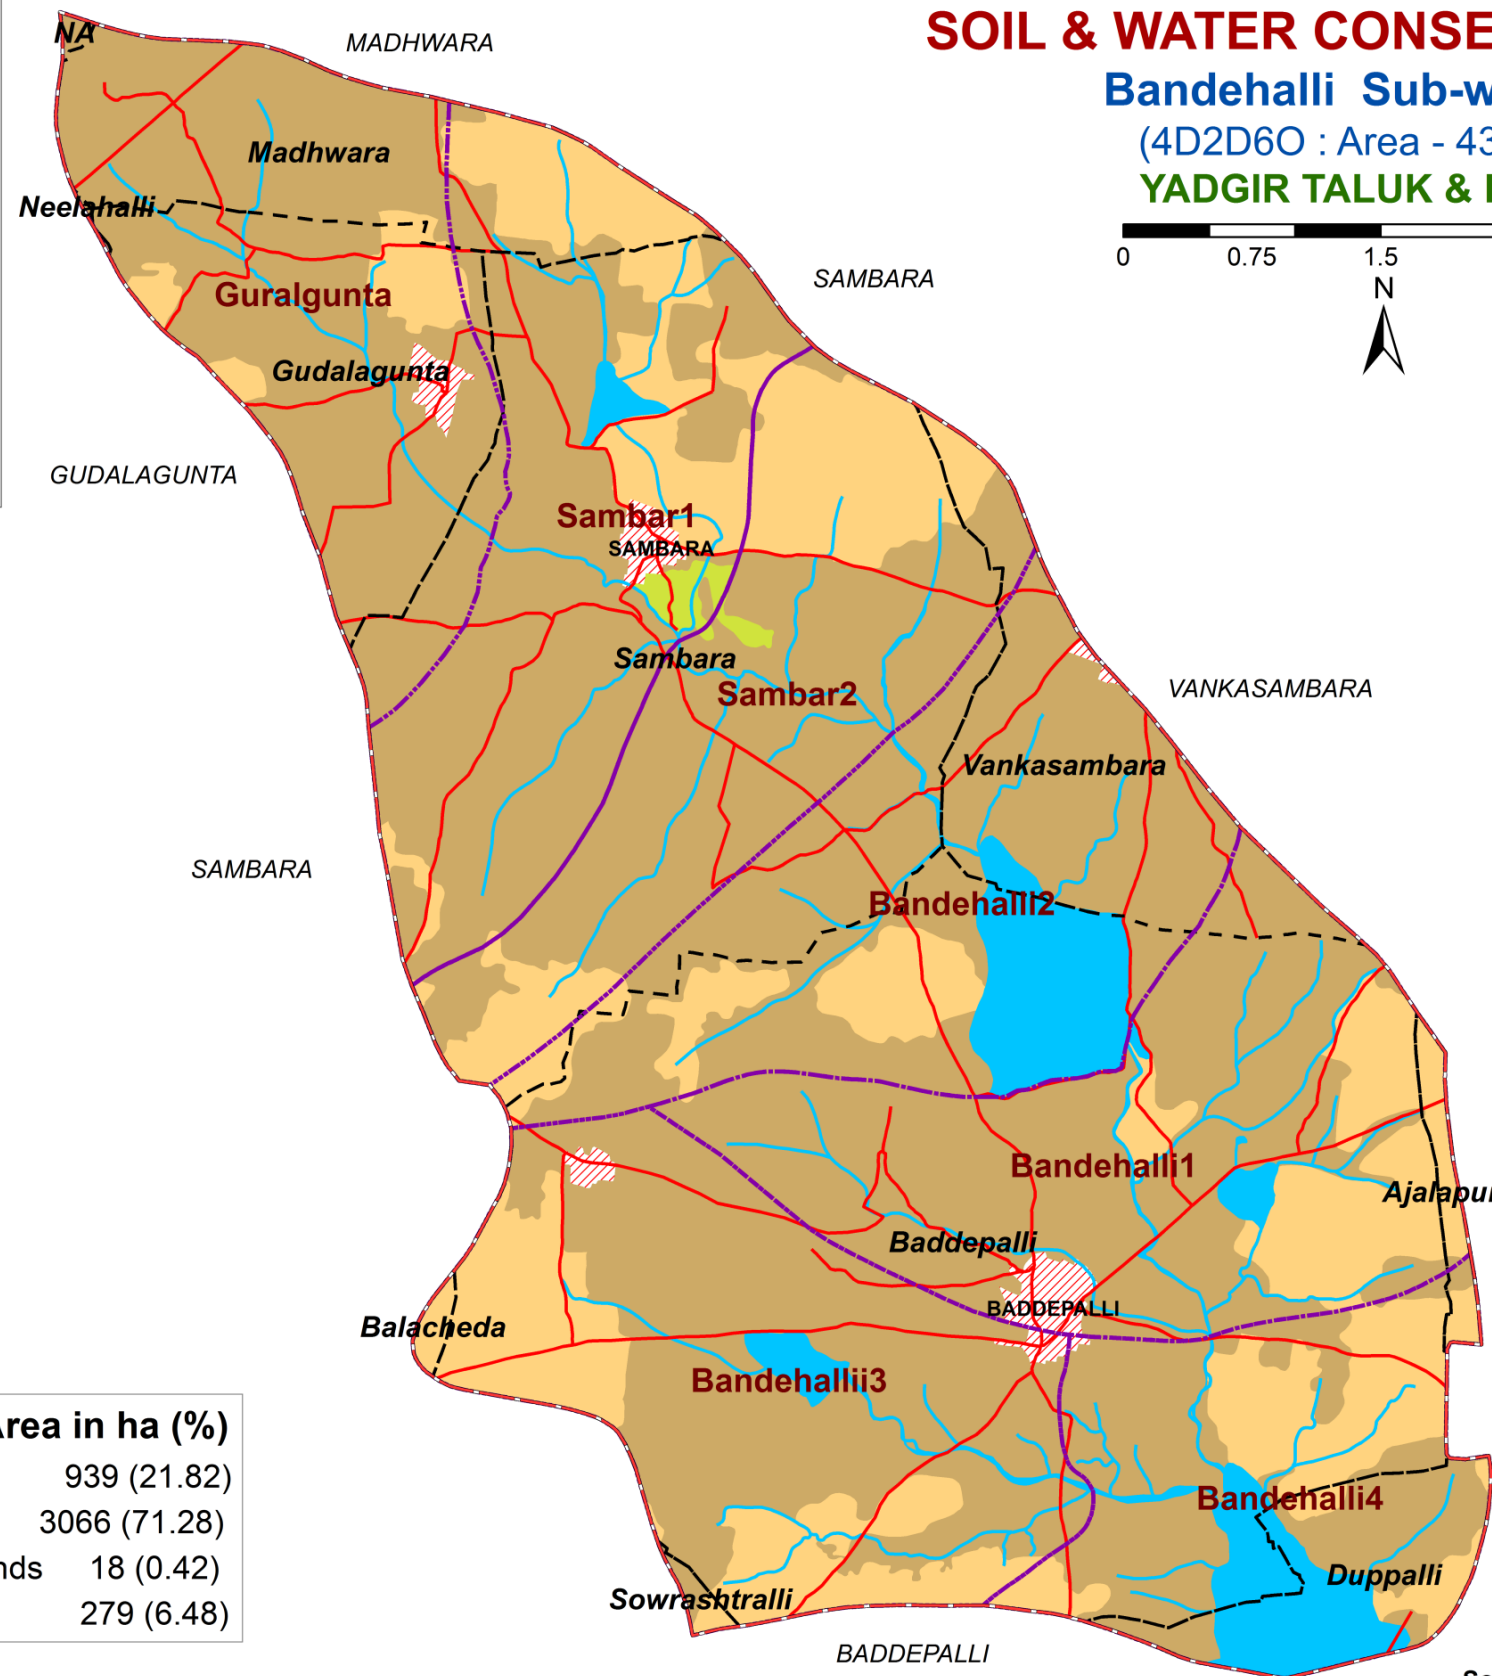 SOIL & WATER CONSE
Bandehalli Sub-w
(4D2D6O : Area - 43
YADGIR TALUK &
0 0.75 1.5
N
NA
MADHWARA
Madhwara
Neelahalli
SAMBARA
Guralgunta
Gudalagunta
GUDALAGUNTA
Sambar1
SAMBARA
Sambara
Sambar2
VANKASAMBARA
Vankasambara
SAMBARA
Bandehalli2
Bandehalli1
Ajalapur
Baddepalli
BADDEPALLI
Balacheda
Bandehallii3
Area in ha (%)
939 (21.82)
3066 (71.28)
nds 18 (0.42)
279 (6.48)
Bandehalli4
Duppalli
Sowrashtralli
BADDEPALLI